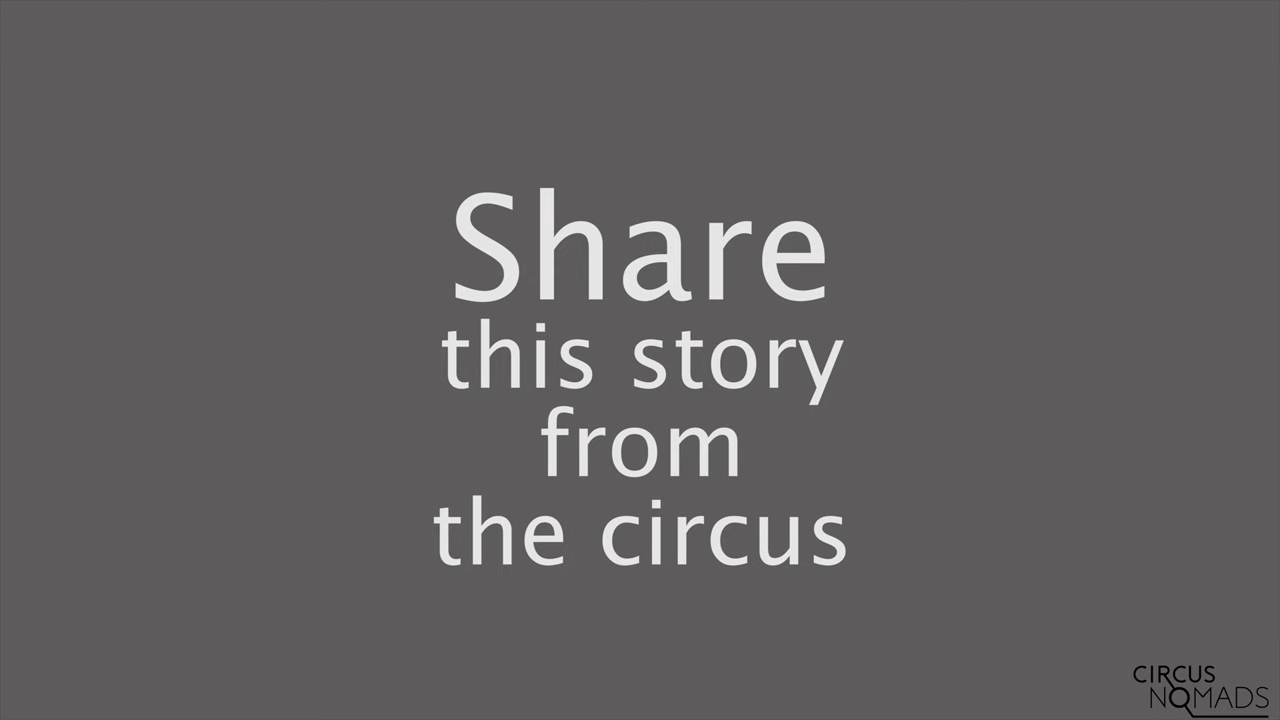 Share
this story
from
the circus
CIRCUS
NOMADS